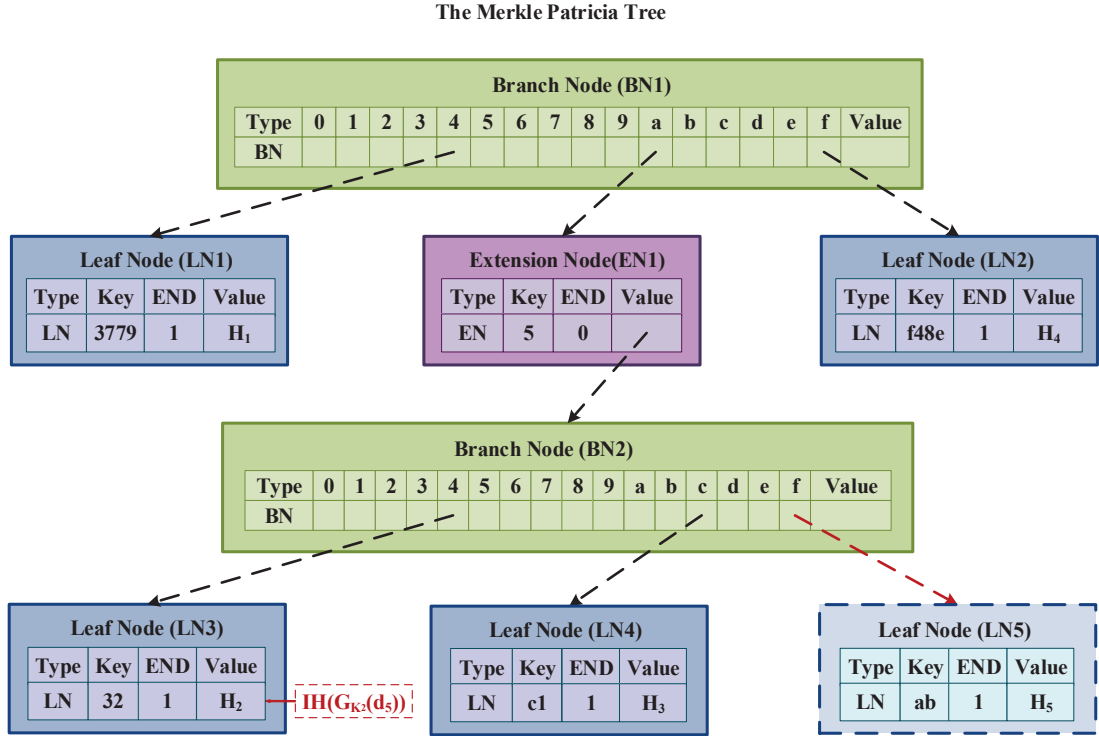 The Merkle Patricia Tree
Branch Node (BN1)
Type 0 1 2 3 4 5 6 7 8 9 a b c d e f Value
BN
Leaf Node (LN1)
Type Key END Value
LN 3779 1 H₁
Extension Node(EN1)
Type Key END Value
EN 5 0
Leaf Node (LN2)
Type Key END Value
LN f48e 1 H₄
Branch Node (BN2)
Type 0 1 2 3 4 5 6 7 8 9 a b c d e f Value
BN
Leaf Node (LN3)
Type Key END Value
LN 32 1 H₂
IH(G_K₂(d₅))
Leaf Node (LN4)
Type Key END Value
LN c1 1 H₃
Leaf Node (LN5)
Type Key END Value
LN ab 1 H₅